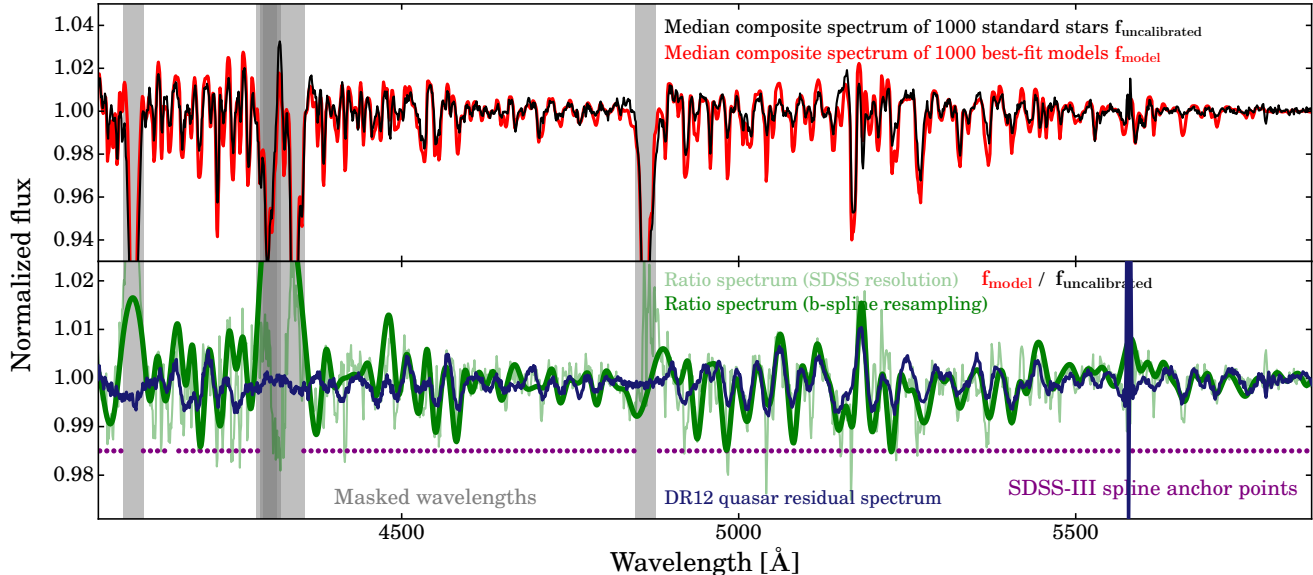 1.04
1.02
1.00
0.98
0.96
0.94
Median composite spectrum of 1000 standard stars f_uncalibrated
Median composite spectrum of 1000 best-fit models f_model
Normalized flux
1.02
1.01
1.00
0.99
0.98
Ratio spectrum (SDSS resolution) f_model / f_uncalibrated
Ratio spectrum (b-spline resampling)
Masked wavelengths
DR12 quasar residual spectrum
SDSS-III spline anchor points
4500 5000 5500
Wavelength [Å]